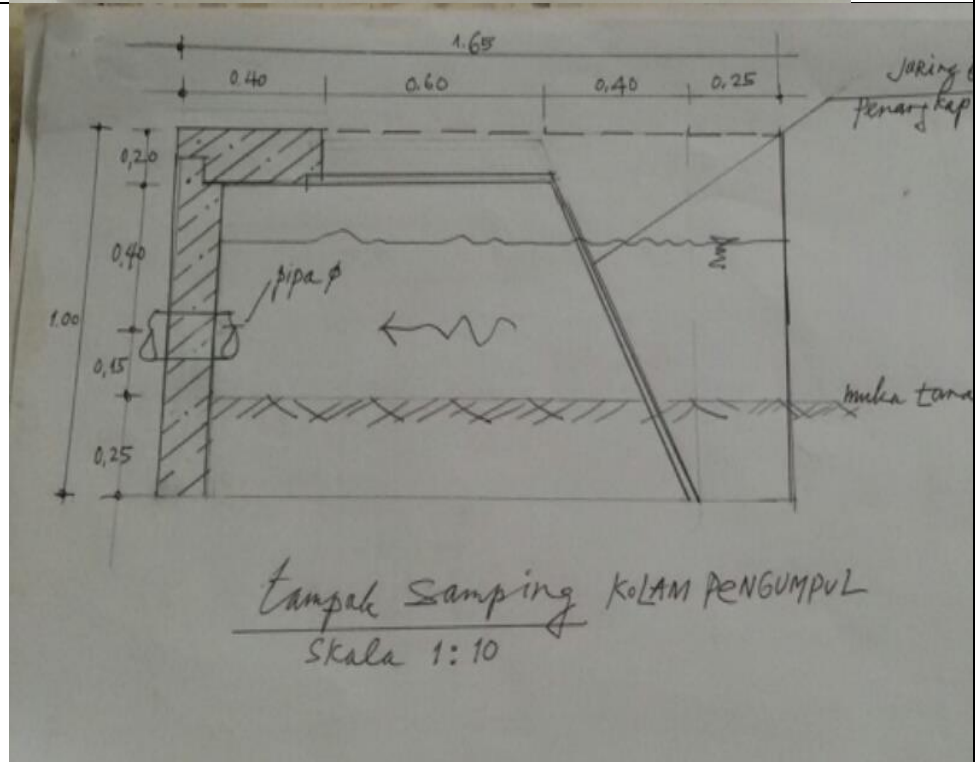 1.65
0.40 0.60 0,40 0.25
Jaring
Penangkap
0,20
0,40
pipa ϕ
1.00
0,15
muka tana
0,25
tampak samping KOLAM PENGUMPUL
Skala 1:10